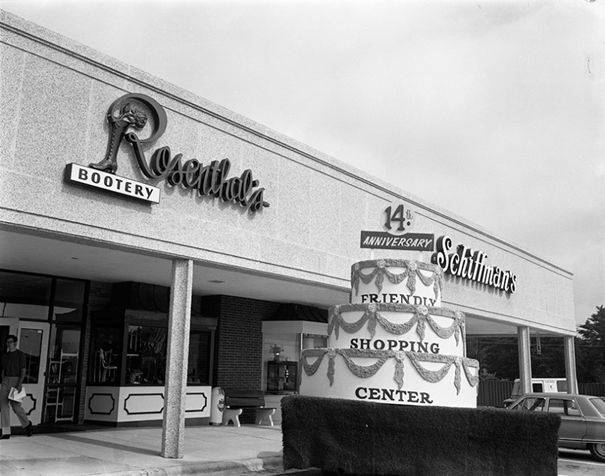 Rosenthal's
BOOTERY
14th
ANNIVERSARY
Schiffman's
FRIENDLY
SHOPPING
CENTER